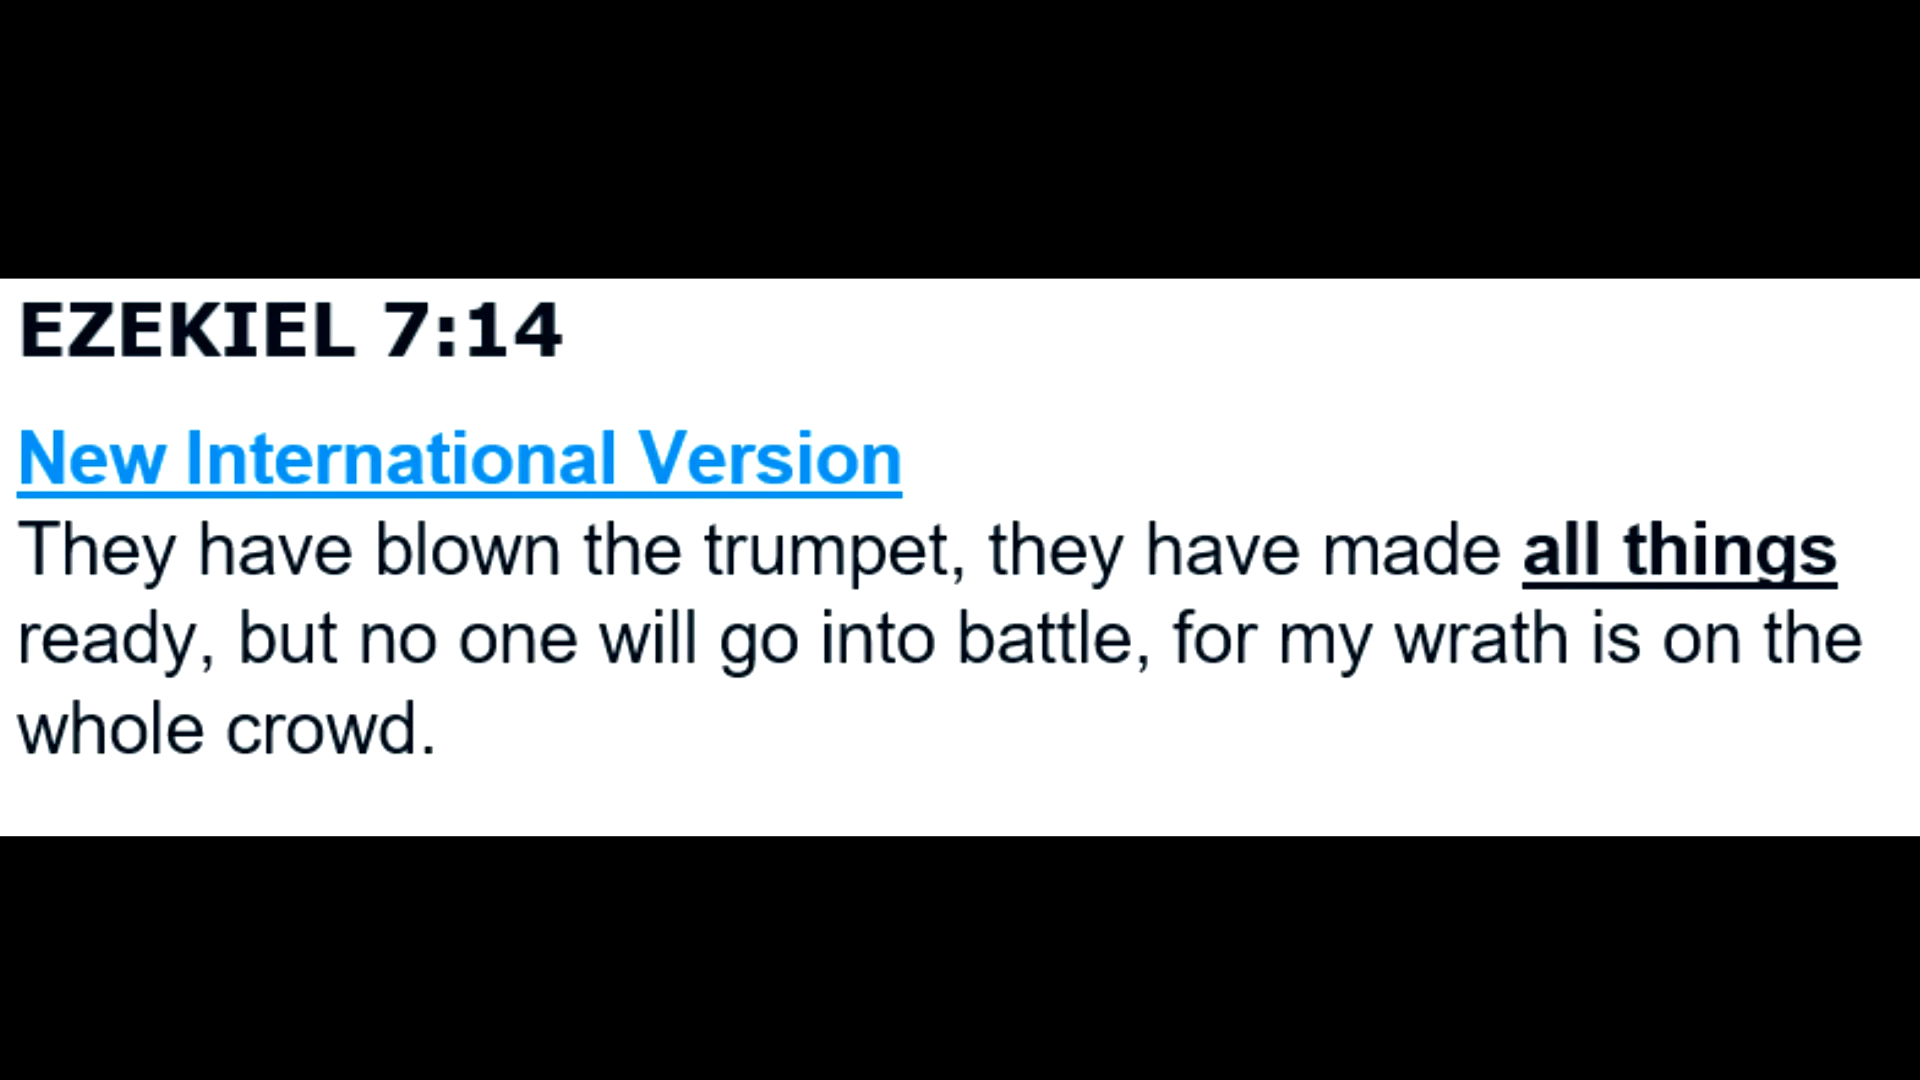 EZEKIEL 7:14
New International Version
They have blown the trumpet, they have made all things
ready, but no one will go into battle, for my wrath is on the
whole crowd.